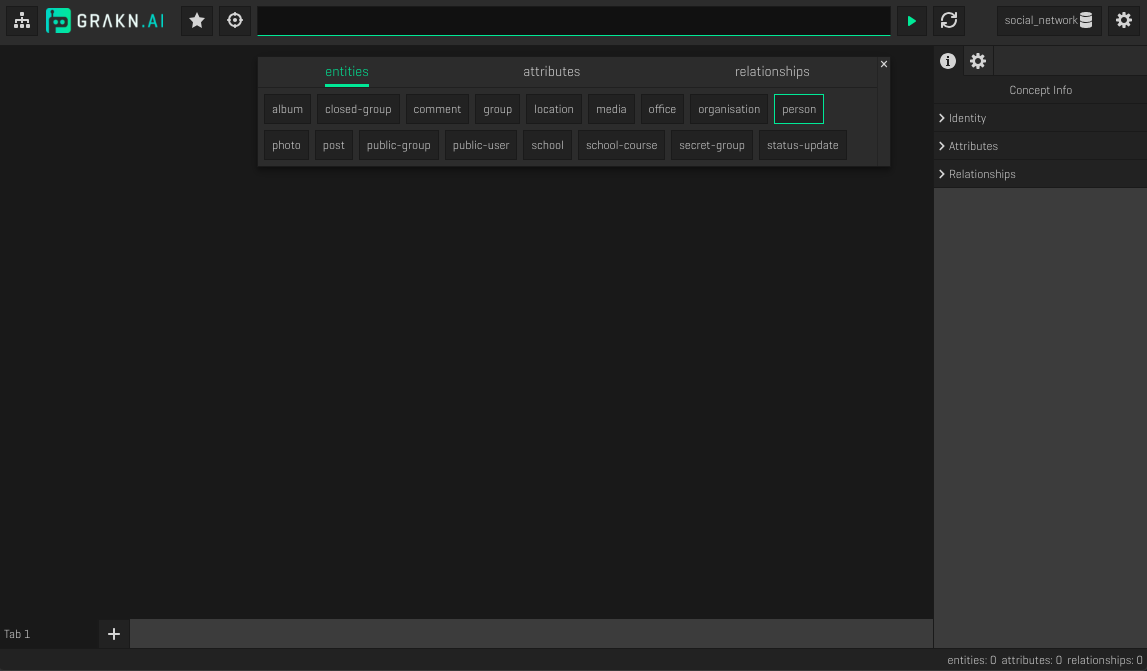 GRAKN.AI social_network
entities attributes relationships ×
album closed-group comment group location media office organisation person
photo post public-group public-user school school-course secret-group status-update
Concept Info
Identity
Attributes
Relationships
Tab 1 +
entities: 0 attributes: 0 relationships: 0